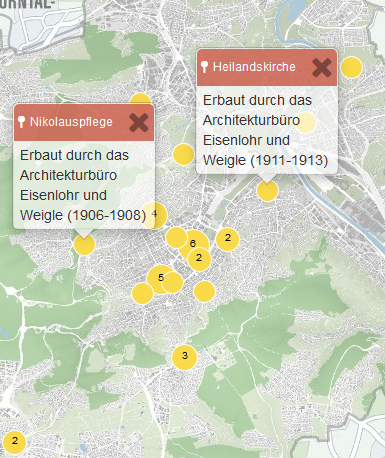 Heilandskirche
Erbaut durch das
Architekturbüro
Eisenlohr und
Weigle (1911-1913)
Nikolauspflege
Erbaut durch das
Architekturbüro
Eisenlohr und
Weigle (1906-1908)
4
6
2
2
5
3
2